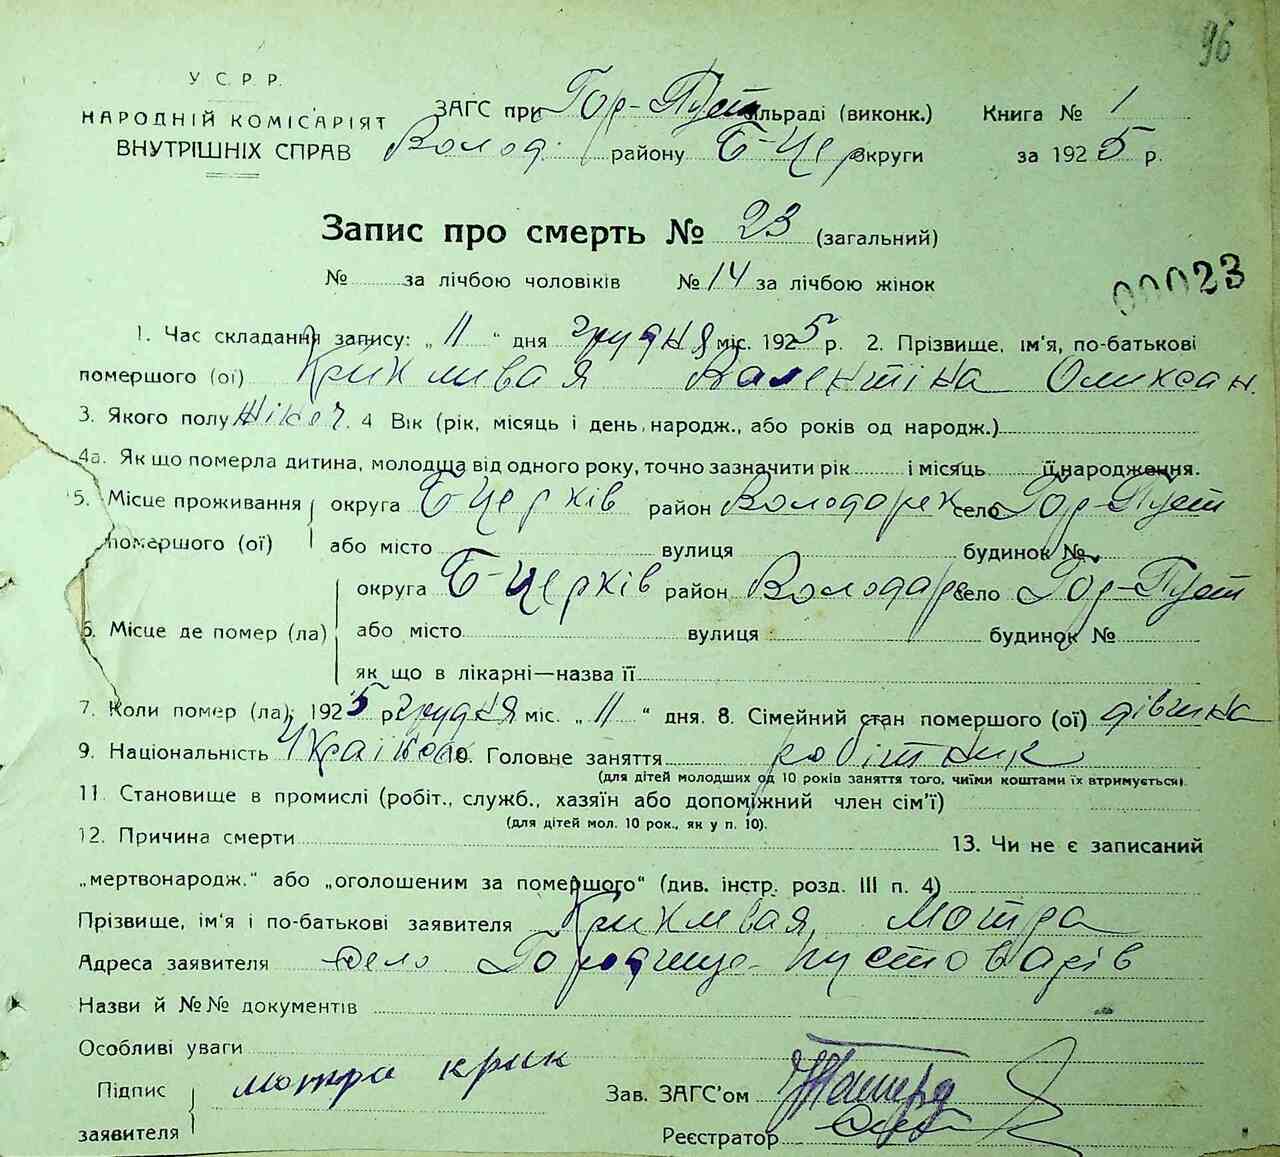 96
У С. Р. Р.
НАРОДНІЙ КОМІСАРІЯТ
ВНУТРІШНІХ СПРАВ
ЗАГС при Гор-Пуст сільраді (виконк.)
Волод. району Б-Цер округи
Книга № 1
за 1925 р.
Запис про смерть № 23 (загальний)
№ за лічбою чоловіків № 14 за лічбою жінок
00023
1. Час складання запису: „ 11 “ дня грудня міс. 1925 р. 2. Прізвище, ім'я, по-батькові
помершого (ої) Крикливая Валентіна Оликсан.
3. Якого полу жіноч. 4 Вік (рік, місяць і день народж., або років од народж.)
4а. Як що померла дитина, молодща від одного року, точно зазначити рік і місяць її народження.
5. Місце проживання округа Б-Церків район Володарск село Гор-Пуст
помершого (ої) або місто вулиця будинок №
округа Б-Церків район Володар село Гор-Пуст
6. Місце де помер (ла) або місто вулиця будинок №
як що в лікарні—назва її
7. Коли помер (ла): 1925 р грудня міс. „ 11 “ дня. 8. Сімейний стан помершого (ої) дівчина
9. Національність 10. Головне заняття робітник
(для дітей молодших од 10 років заняття того, чиїми коштами їх втримується).
11. Становище в промислі (робіт., служб., хазяїн або допоміжний член сім'ї)
(для дітей мол. 10 рок., як у п. 10).
12. Причина смерти 13. Чи не є записаний
„мертвонародж.“ або „оголошеним за помершого“ (див. інстр. розд. III п. 4)
Прізвище, ім'я і по-батькові заявителя Крикливая, Мотра
Адреса заявителя село Городище-Пустоварів
Назви й №№ документів
Особливі уваги
Підпис
заявителя мотра крик
Зав. ЗАГС'ом
Реєстратор